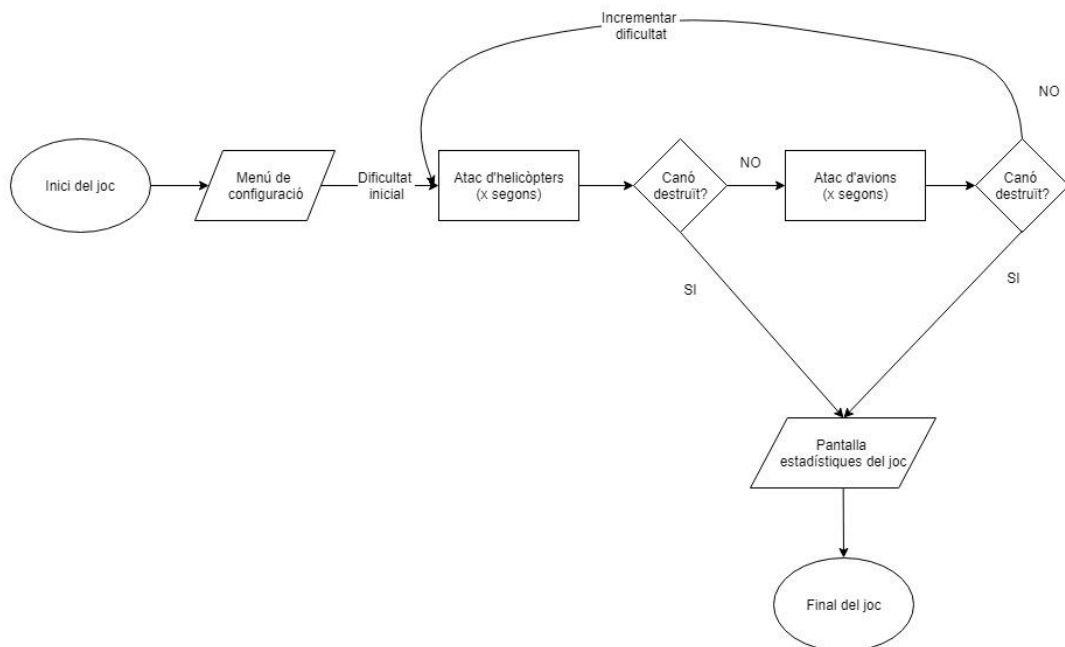 Incrementar
dificultat
NO
Inici del joc
Menú de
configuració
Dificultat
inicial
Atac d'helicòpters
(x segons)
Canó
destruït?
NO
Atac d'avions
(x segons)
Canó
destruït?
SI
SI
Pantalla
estadístiques del joc
Final del joc